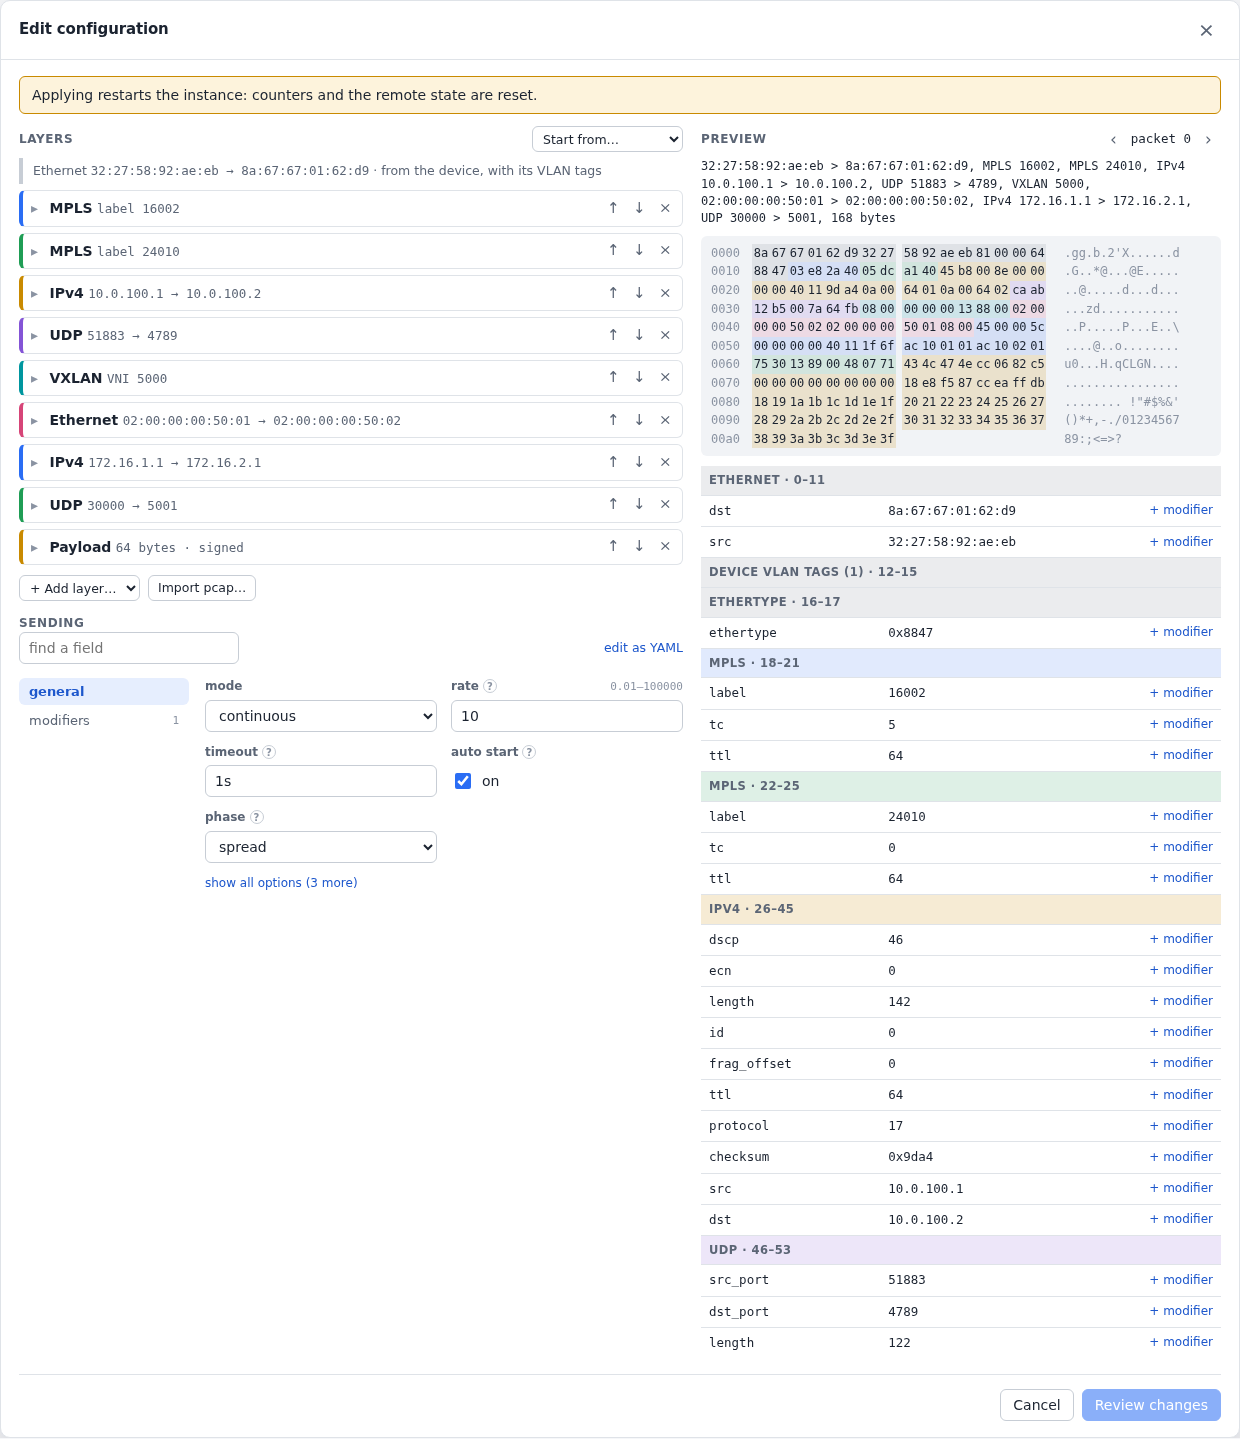 Edit configuration
×
Applying restarts the instance: counters and the remote state are reset.
LAYERS
Start from...
Ethernet 32:27:58:92:ae:eb → 8a:67:67:01:62:d9 · from the device, with its VLAN tags
▸ MPLS label 16002 ↑ ↓ ×
▸ MPLS label 24010 ↑ ↓ ×
▸ IPv4 10.0.100.1 → 10.0.100.2 ↑ ↓ ×
▸ UDP 51883 → 4789 ↑ ↓ ×
▸ VXLAN VNI 5000 ↑ ↓ ×
▸ Ethernet 02:00:00:00:50:01 → 02:00:00:00:50:02 ↑ ↓ ×
▸ IPv4 172.16.1.1 → 172.16.2.1 ↑ ↓ ×
▸ UDP 30000 → 5001 ↑ ↓ ×
▸ Payload 64 bytes · signed ↑ ↓ ×
+ Add layer... Import pcap...
SENDING
find a field
edit as YAML
general
modifiers 1
mode
continuous
rate ? 0.01–100000
10
timeout ?
1s
auto start ?
on
phase ?
spread
show all options (3 more)
PREVIEW
‹ packet 0 ›
32:27:58:92:ae:eb > 8a:67:67:01:62:d9, MPLS 16002, MPLS 24010, IPv4
10.0.100.1 > 10.0.100.2, UDP 51883 > 4789, VXLAN 5000,
02:00:00:00:50:01 > 02:00:00:00:50:02, IPv4 172.16.1.1 > 172.16.2.1,
UDP 30000 > 5001, 168 bytes
0000 8a 67 67 01 62 d9 32 27 58 92 ae eb 81 00 00 64 .gg.b.2'X......d
0010 88 47 03 e8 2a 40 05 dc a1 40 45 b8 00 8e 00 00 .G..*@...@E.....
0020 00 00 40 11 9d a4 0a 00 64 01 0a 00 64 02 ca ab ..@.....d...d...
0030 12 b5 00 7a 64 fb 08 00 00 00 00 13 88 00 02 00 ...zd...........
0040 00 00 50 02 02 00 00 00 50 01 08 00 45 00 00 5c ..P.....P...E..\
0050 00 00 00 00 40 11 1f 6f ac 10 01 01 ac 10 02 01 ....@..o........
0060 75 30 13 89 00 48 07 71 43 4c 47 4e cc 06 82 c5 u0...H.qCLGN....
0070 00 00 00 00 00 00 00 00 18 e8 f5 87 cc ea ff db ................
0080 18 19 1a 1b 1c 1d 1e 1f 20 21 22 23 24 25 26 27 ........ !"#$%&'
0090 28 29 2a 2b 2c 2d 2e 2f 30 31 32 33 34 35 36 37 ()*+,-./01234567
00a0 38 39 3a 3b 3c 3d 3e 3f 89:;<=>?
ETHERNET · 0–11
dst 8a:67:67:01:62:d9 + modifier
src 32:27:58:92:ae:eb + modifier
DEVICE VLAN TAGS (1) · 12–15
ETHERTYPE · 16–17
ethertype 0x8847 + modifier
MPLS · 18–21
label 16002 + modifier
tc 5 + modifier
ttl 64 + modifier
MPLS · 22–25
label 24010 + modifier
tc 0 + modifier
ttl 64 + modifier
IPV4 · 26–45
dscp 46 + modifier
ecn 0 + modifier
length 142 + modifier
id 0 + modifier
frag_offset 0 + modifier
ttl 64 + modifier
protocol 17 + modifier
checksum 0x9da4 + modifier
src 10.0.100.1 + modifier
dst 10.0.100.2 + modifier
UDP · 46–53
src_port 51883 + modifier
dst_port 4789 + modifier
length 122 + modifier
Cancel Review changes